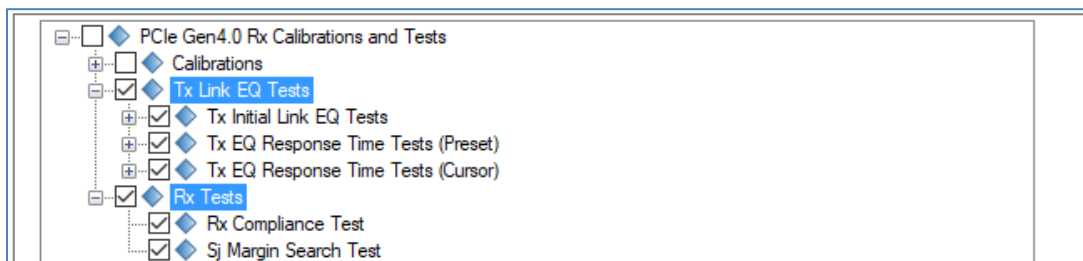 PCIe Gen4.0 Rx Calibrations and Tests
Calibrations
Tx Link EQ Tests
Tx Initial Link EQ Tests
Tx EQ Response Time Tests (Preset)
Tx EQ Response Time Tests (Cursor)
Rx Tests
Rx Compliance Test
Sj Margin Search Test